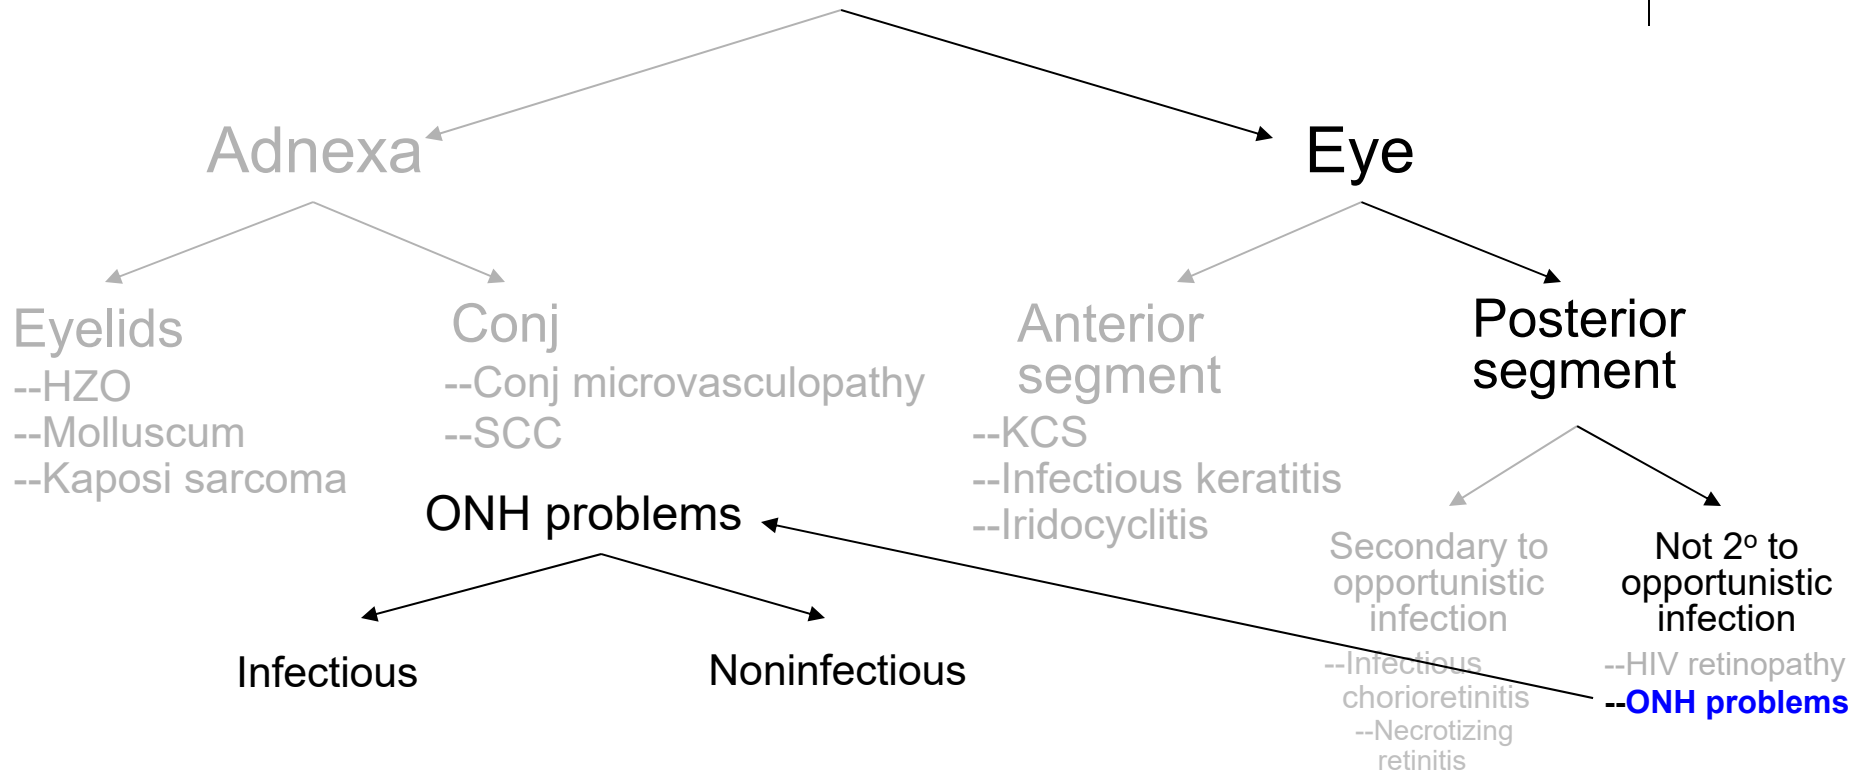 Adnexa
Eye
Eyelids
--HZO
--Molluscum
--Kaposi sarcoma
Conj
--Conj microvasculopathy
--SCC
Anterior
segment
--KCS
--Infectious keratitis
--Iridocyclitis
Posterior
segment
Secondary to
opportunistic
infection
--Infectious
chorioretinitis
--Necrotizing
retinitis
Not 2º to
opportunistic
infection
--HIV retinopathy
--ONH problems
ONH problems
Infectious
Noninfectious